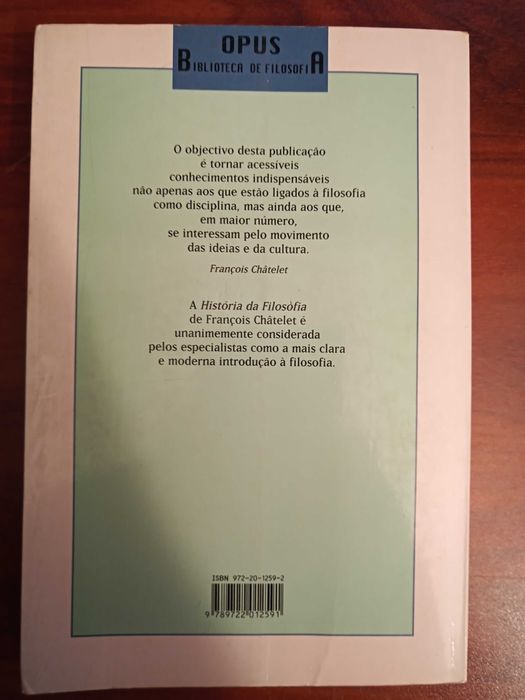 OPUS
BIBLIOTECA DE FILOSOFIA
O objectivo desta publicação
é tornar acessíveis
conhecimentos indispensáveis
não apenas aos que estão ligados à filosofia
como disciplina, mas ainda aos que,
em maior número,
se interessam pelo movimento
das ideias e da cultura.
François Châtelet
A História da Filosofia
de François Châtelet é
unanimemente considerada
pelos especialistas como a mais clara
e moderna introdução à filosofia.
ISBN 972-20-1259-2
9 789722 012591